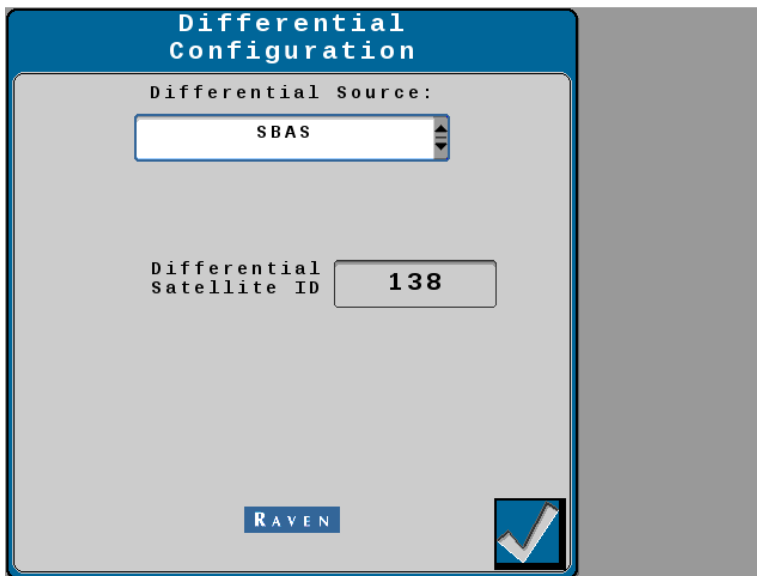 Differential
Configuration
Differential Source:
SBAS
Differential
Satellite ID
138
RAVEN